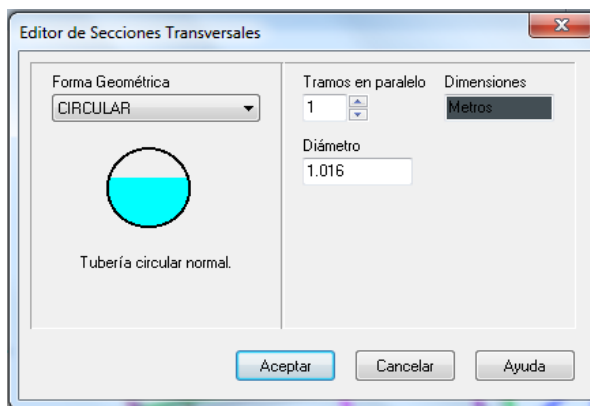 Editor de Secciones Transversales
Forma Geométrica
CIRCULAR
Tubería circular normal.
Tramos en paralelo
1
Dimensiones
Metros
Diámetro
1.016
Aceptar
Cancelar
Ayuda